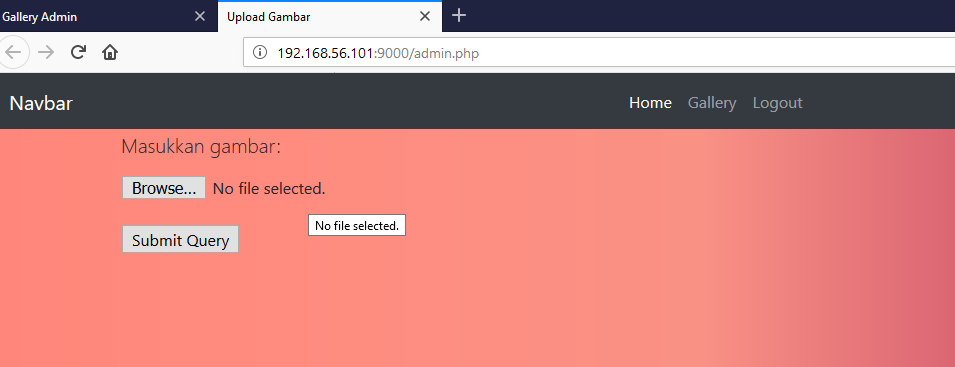 Gallery Admin
Upload Gambar
192.168.56.101:9000/admin.php
Navbar
Home Gallery Logout
Masukkan gambar:
Browse... No file selected.
No file selected.
Submit Query